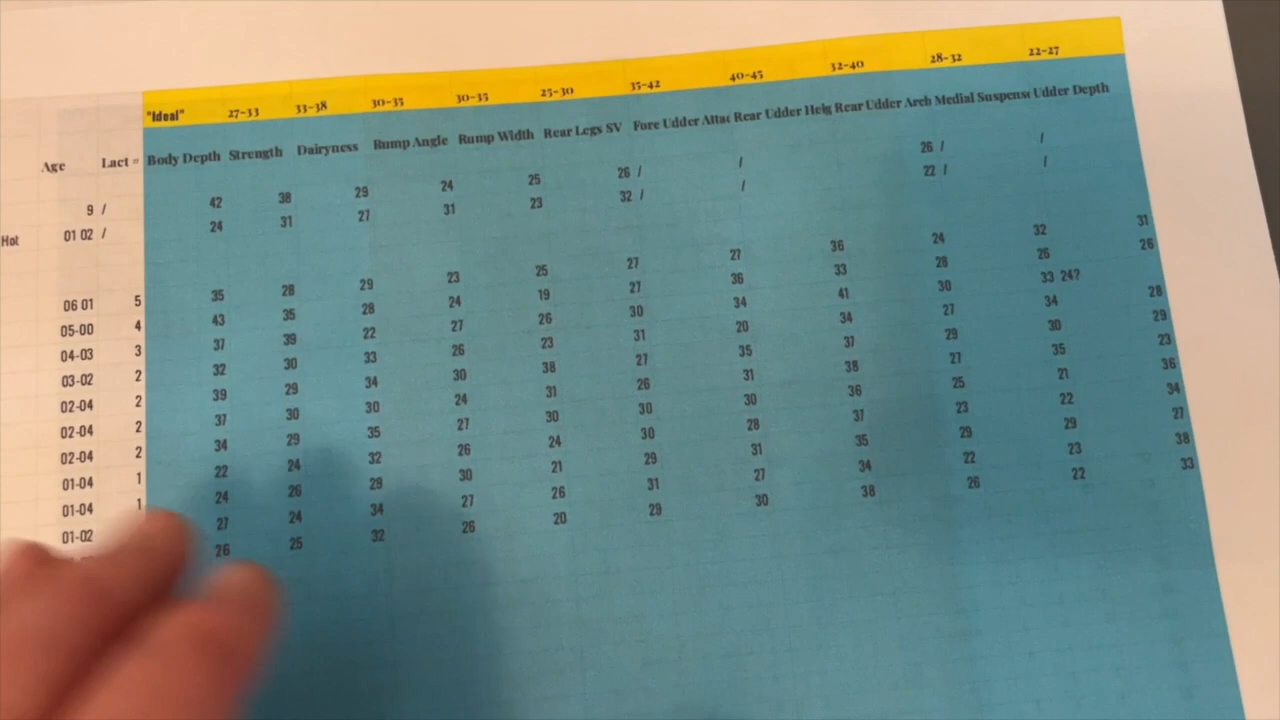 "Ideal" 27-33 33-38 30-35 30-35 25-30 35-42 40-45 32-40 28-32 22-27
Age Lact # Body Depth Strength Dairyness Rump Angle Rump Width Rear Legs SV Fore Udder Attac Rear Udder Heig Rear Udder Arch Medial Suspens Udder Depth
9 / 42 38 29 24 25 26 / / 26 / /
Hot 01 02 / 24 31 27 31 23 32 / / 22 / /
06 01 5 35 28 29 23 25 27 27 36 24 32 31
05-00 4 43 35 28 24 19 27 36 33 28 26 26
04-03 3 37 39 22 27 26 30 34 41 30 33 24?
03-02 2 32 30 33 26 23 31 20 34 27 34 28
02-04 2 39 29 34 30 38 27 35 37 29 30 29
02-04 2 37 30 30 24 31 26 31 38 27 35 23
02-04 2 34 29 35 27 30 30 30 36 25 21 36
01-04 1 22 24 32 26 24 30 28 37 23 22 34
01-04 1 24 26 28 30 21 29 31 35 29 29 27
01-02 27 24 34 27 26 31 27 34 22 23 38
26 25 32 26 20 29 30 38 26 22 33